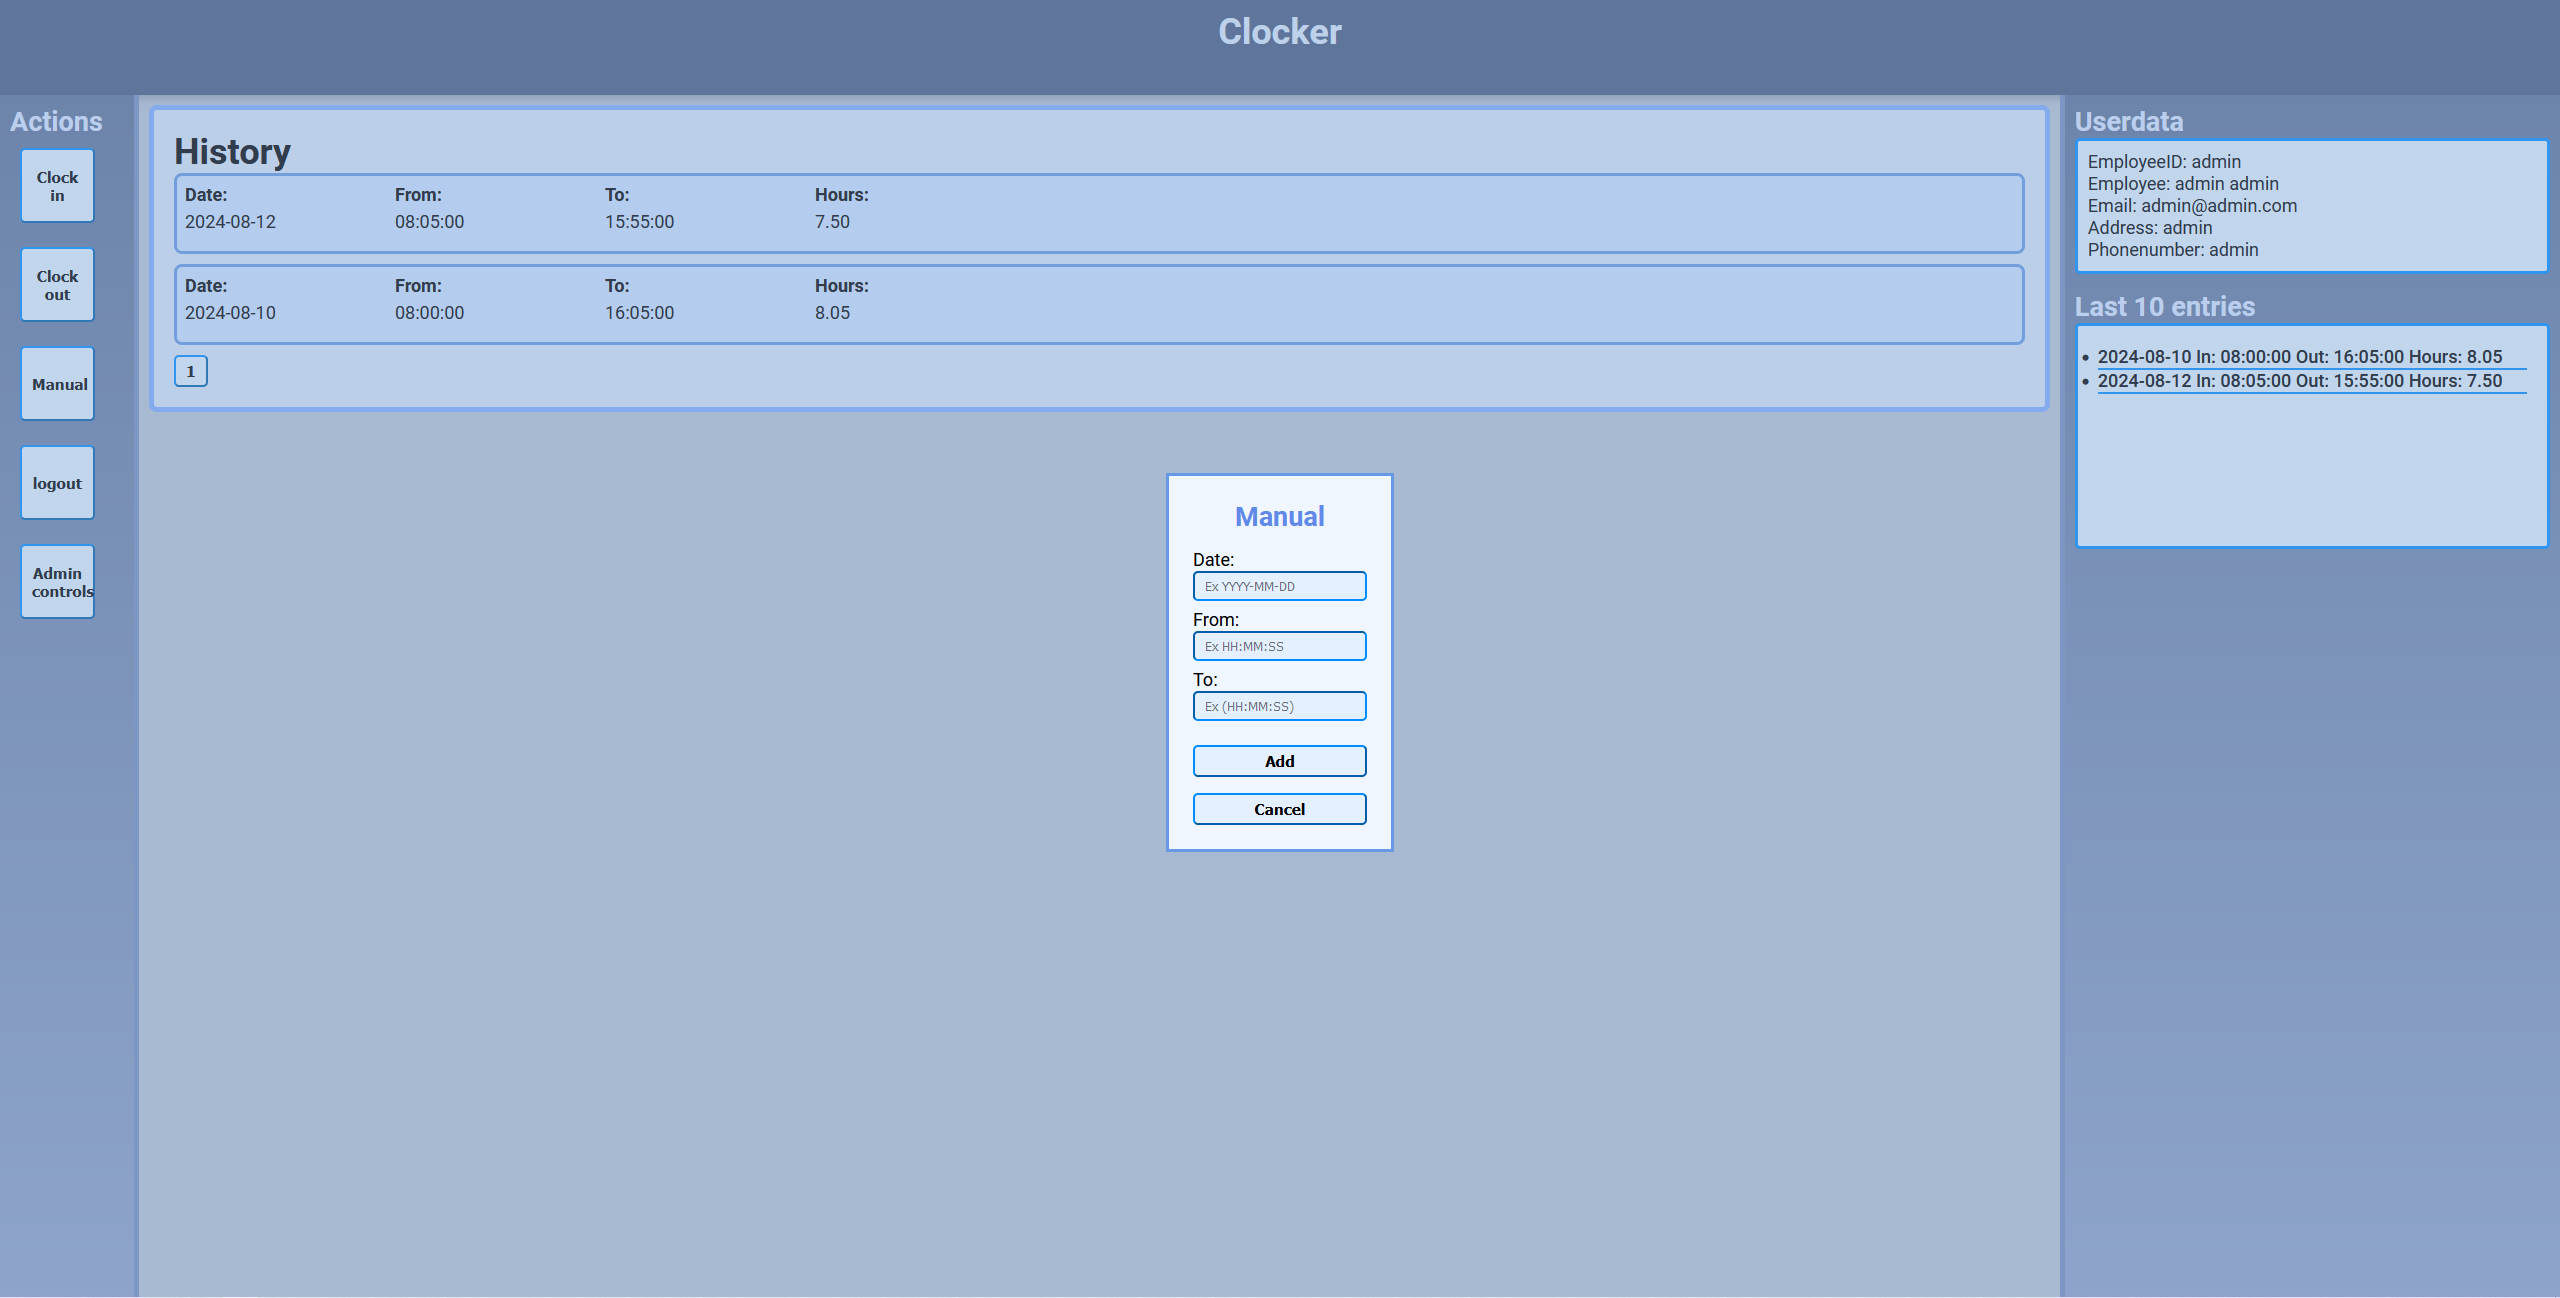 Clocker
Actions
Clock
in
Clock
out
Manual
logout
Admin
controls
History
Date: From: To: Hours:
2024-08-12 08:05:00 15:55:00 7.50
Date: From: To: Hours:
2024-08-10 08:00:00 16:05:00 8.05
1
Manual
Date:
Ex YYYY-MM-DD
From:
Ex HH:MM:SS
To:
Ex (HH:MM:SS)
Add
Cancel
Userdata
EmployeeID: admin
Employee: admin admin
Email: admin@admin.com
Address: admin
Phonenumber: admin
Last 10 entries
2024-08-10 In: 08:00:00 Out: 16:05:00 Hours: 8.05
2024-08-12 In: 08:05:00 Out: 15:55:00 Hours: 7.50